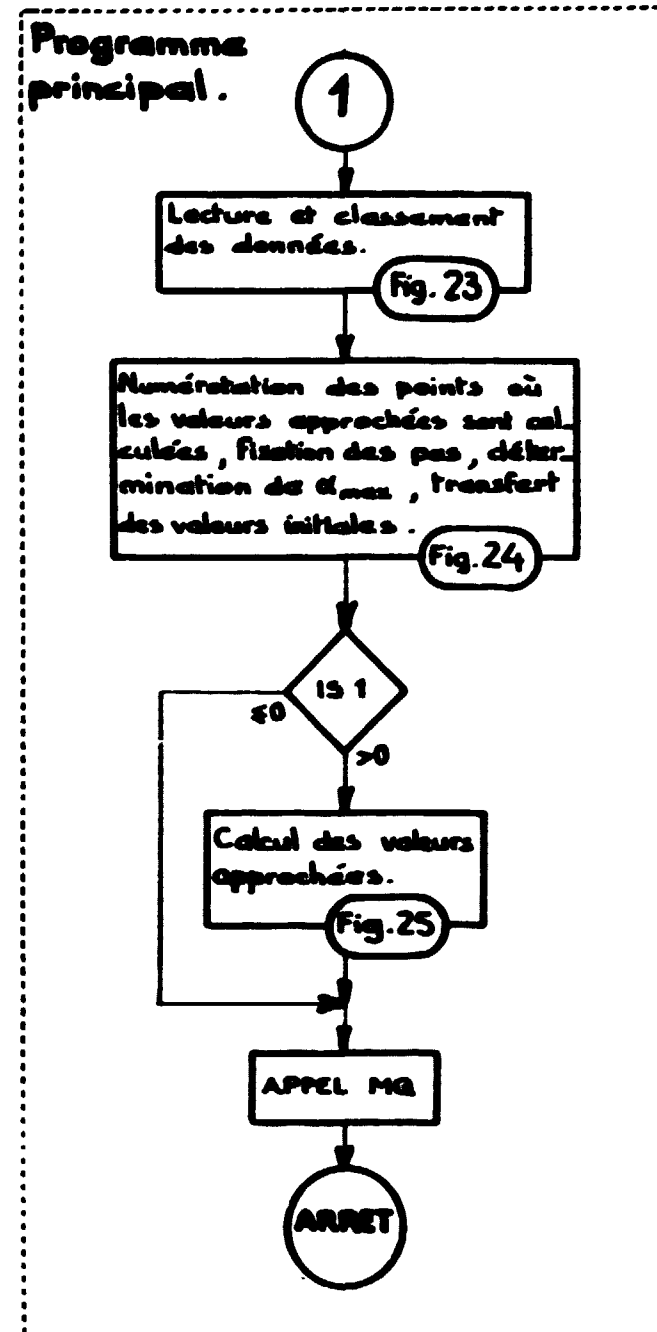 Programme
principal.
1
Lecture et classement
des données.
Fig. 23
Numérotation des points où
les valeurs approchées sont cal_
culées, fixation des pas, déter_
mination de α max, transfert
des valeurs initiales.
Fig. 24
IS 1
≤0
>0
Calcul des valeurs
approchées.
Fig. 25
APPEL MQ
ARRET